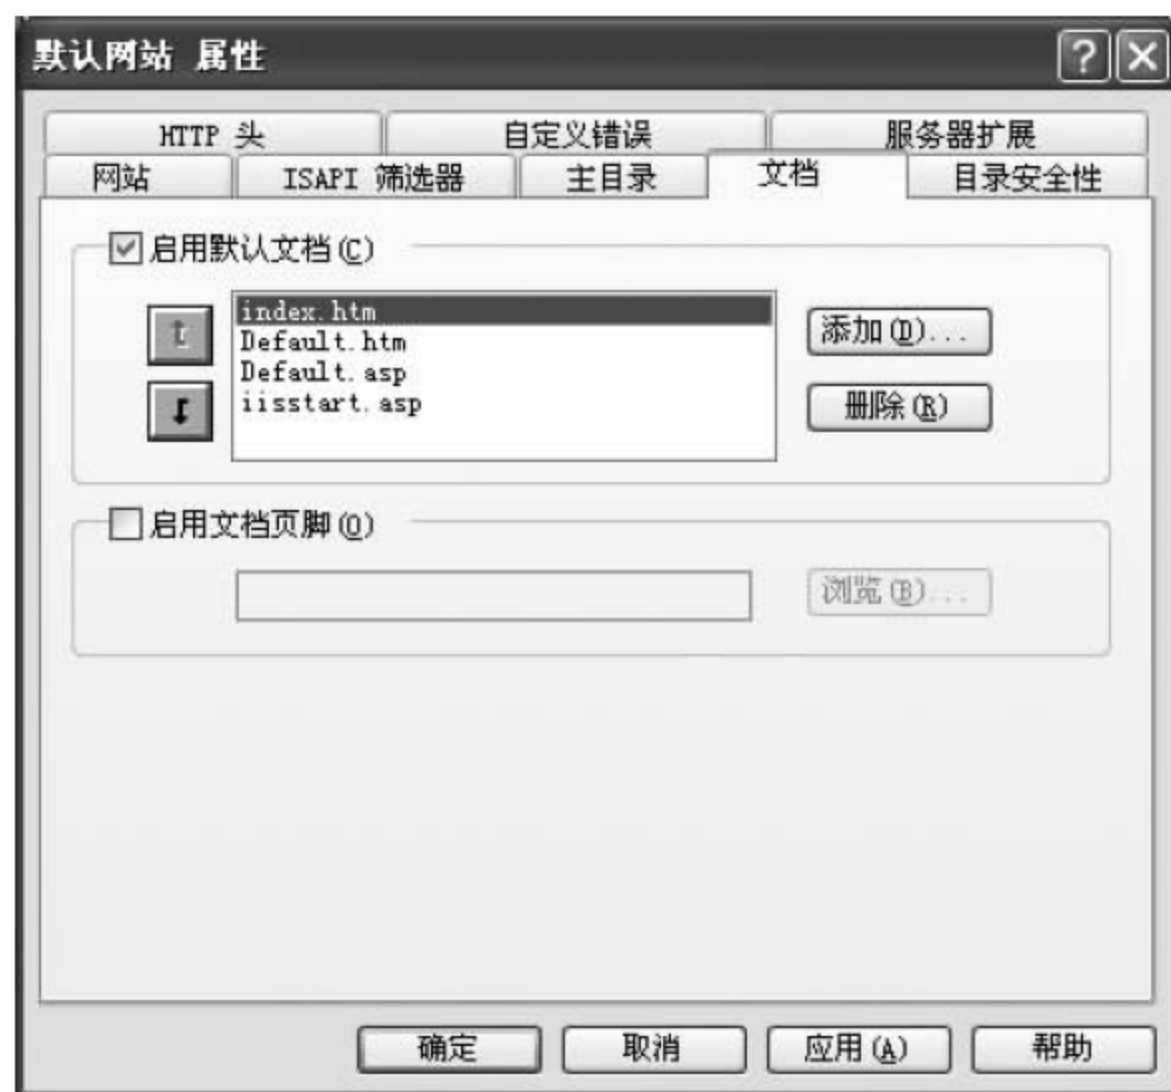 默认网站 属性
HTTP 头 自定义错误 服务器扩展
网站 ISAPI 筛选器 主目录 文档 目录安全性
启用默认文档(C)
index.htm
Default.htm
Default.asp
iisstart.asp
添加(D)...
删除(R)
启用文档页脚(O)
浏览(B)...
确定 取消 应用(A) 帮助